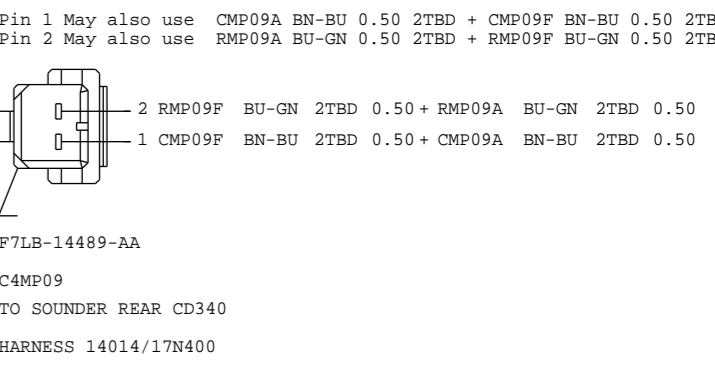 Pin 1 May also use  CMP09A BN-BU 0.50 2TBD + CMP09F BN-BU 0.50 2TB
Pin 2 May also use  RMP09A BU-GN 0.50 2TBD + RMP09F BU-GN 0.50 2TB
2 RMP09F  BU-GN  2TBD  0.50 + RMP09A  BU-GN  2TBD  0.50
1 CMP09F  BN-BU  2TBD  0.50 + CMP09A  BN-BU  2TBD  0.50
F7LB-14489-AA
C4MP09
TO SOUNDER REAR CD340
HARNESS 14014/17N400